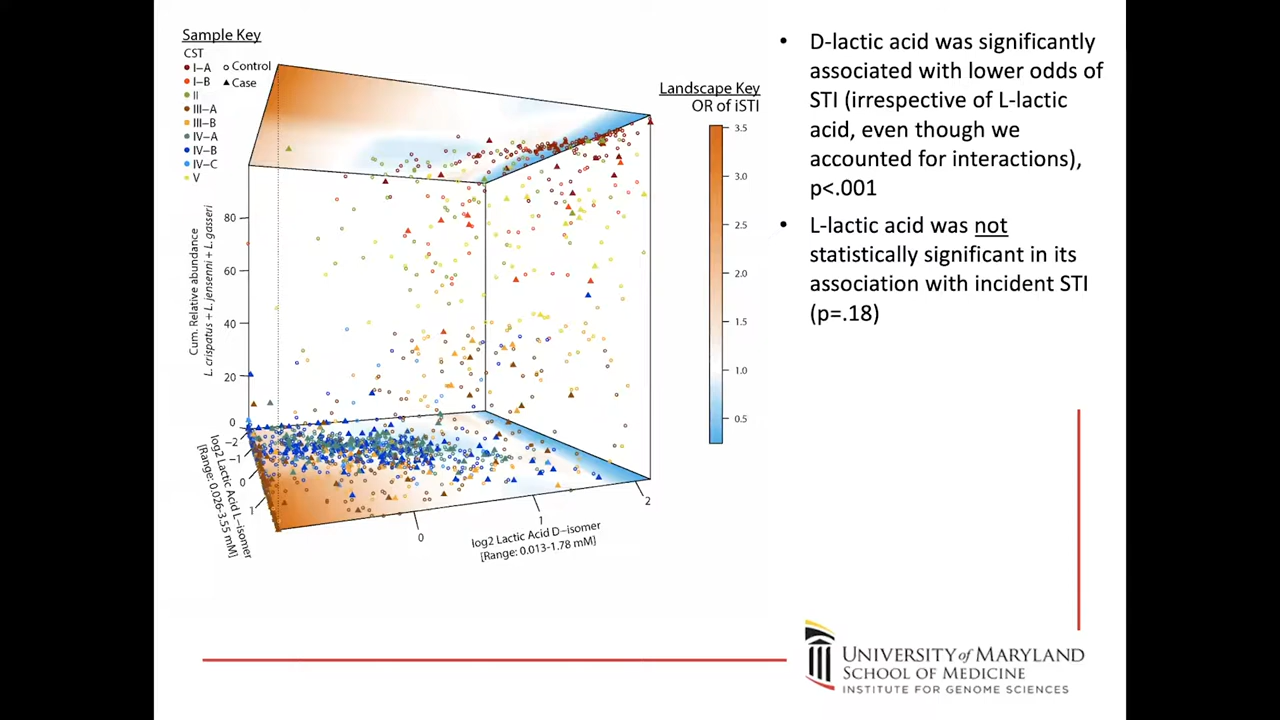 Sample Key
CST
I-A
I-B
II
III-A
III-B
IV-A
IV-B
IV-C
V
Control
Case
Landscape Key
OR of iSTI
3.5
3.0
2.5
2.0
1.5
1.0
0.5
Cum. Relative abundance
L. crispatus + L. jensenni + L. gasseri
80
60
40
20
0
−2
−1
0
1
log2 Lactic Acid L-isomer
[Range: 0.026-3.55 mM]
0
1
2
log2 Lactic Acid D-isomer
[Range: 0.013-1.78 mM]
• D-lactic acid was significantly
associated with lower odds of
STI (irrespective of L-lactic
acid, even though we
accounted for interactions),
p<.001
• L-lactic acid was not
statistically significant in its
association with incident STI
(p=.18)
UNIVERSITY of MARYLAND
SCHOOL OF MEDICINE
INSTITUTE FOR GENOME SCIENCES